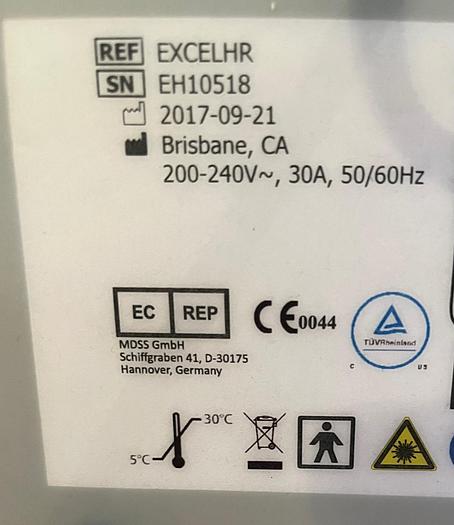 REF EXCELHR
SN EH10518
2017-09-21
Brisbane, CA
200-240V~, 30A, 50/60Hz
EC REP CE0044
MDSS GmbH
Schiffgraben 41, D-30175
Hannover, Germany
TÜVRheinland
C US
30°C
5°C